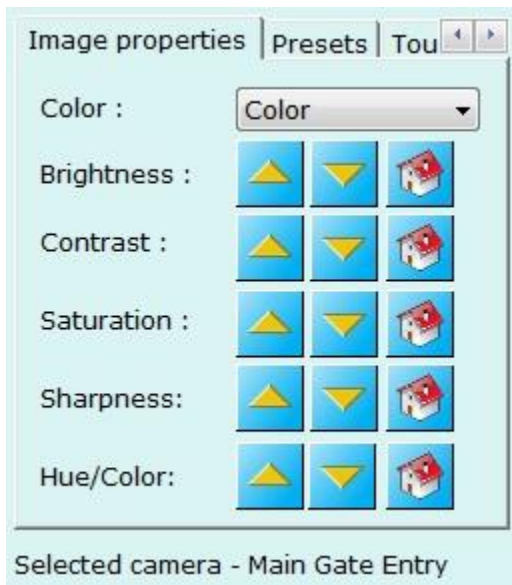 Image properties Presets Tou
Color : Color
Brightness :
Contrast :
Saturation :
Sharpness:
Hue/Color:
Selected camera - Main Gate Entry